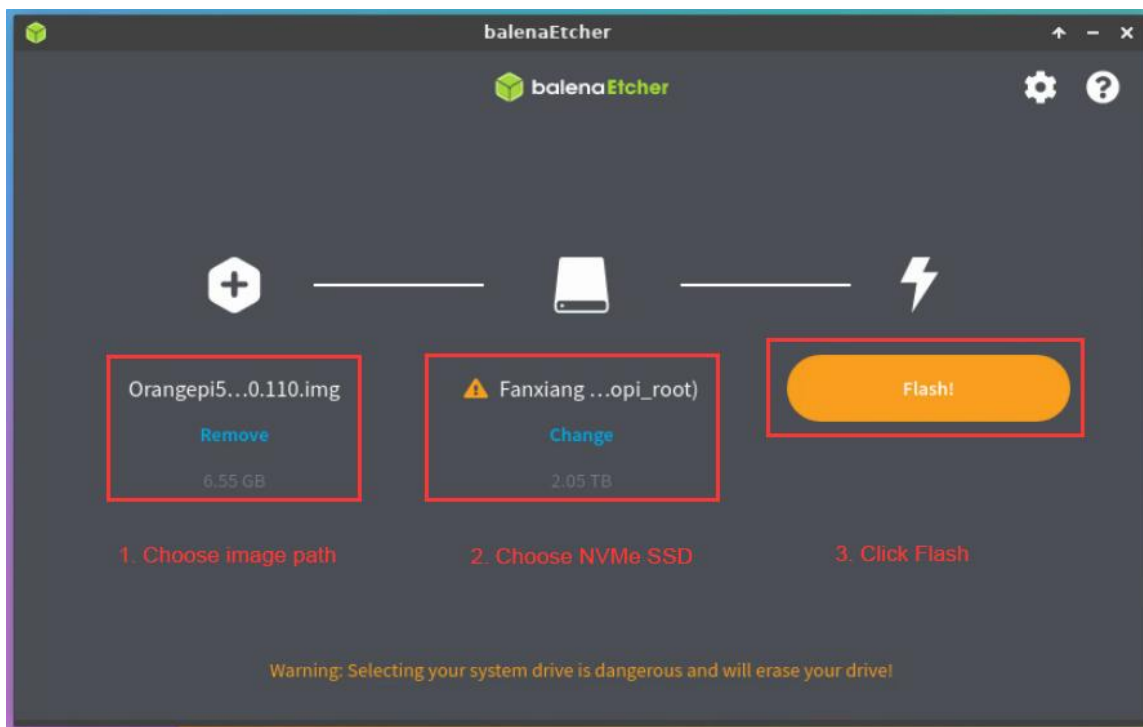 balenaEtcher
balenaEtcher
Orangepi5...0.110.img
Fanxiang ...opi_root)
Flash!
Remove
Change
6.55 GB
2.05 TB
1. Choose image path
2. Choose NVMe SSD
3. Click Flash
Warning: Selecting your system drive is dangerous and will erase your drive!